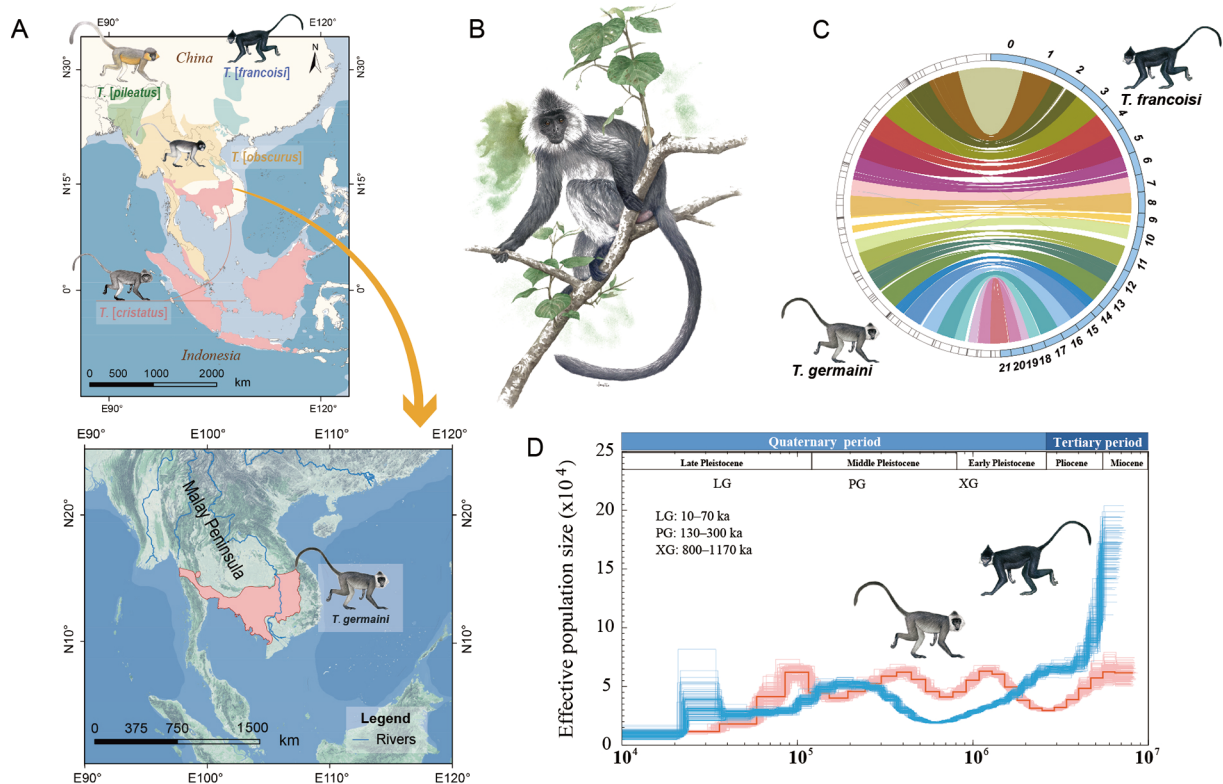 A
E90° E120°
N
N30°
N15°
0°
China
T. [francoisi]
T. [pileatus]
T. [obscurus]
T. [cristatus]
Indonesia
0 500 1000 2000
km
E90° E120°
E90° E100° E110° E120°
N20° N20°
N10° N10°
Malay Peninsula
T. germaini
0 375 750 1500
km
Legend
Rivers
E90° E100° E110° E120°
B
C
T. francoisi
0
1
2
3
4
5
6
7
8
9
10
11
12
13
14
15
16
17
18
19
20
21
T. germaini
D
Quaternary period Tertiary period
Late Pleistocene Middle Pleistocene Early Pleistocene Pliocene Miocene
LG PG XG
LG: 10–70 ka
PG: 130–300 ka
XG: 800–1170 ka
Effective population size (x10⁴)
25
20
15
10
5
0
10⁴ 10⁵ 10⁶ 10⁷